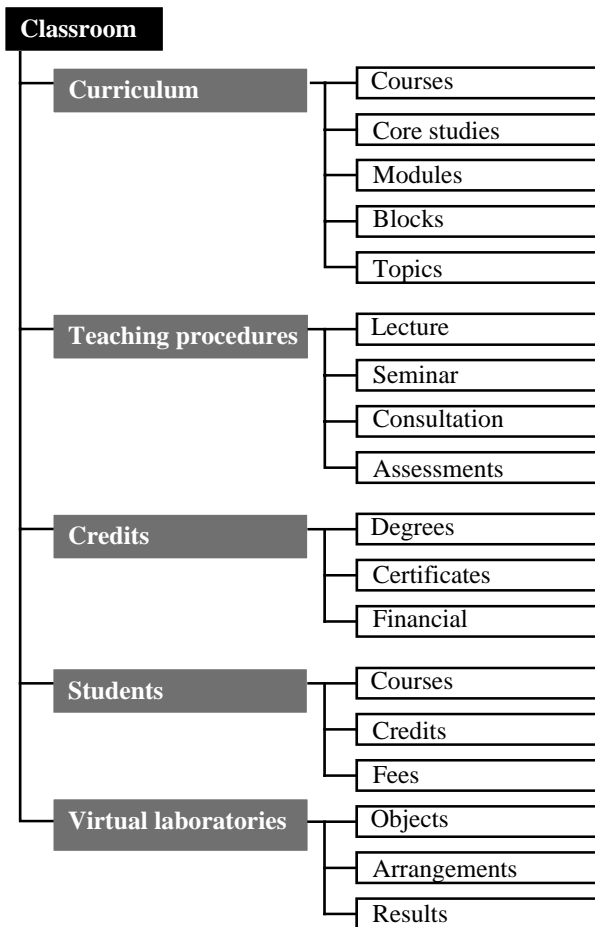 Classroom
Curriculum
Courses
Core studies
Modules
Blocks
Topics
Teaching procedures
Lecture
Seminar
Consultation
Assessments
Credits
Degrees
Certificates
Financial
Students
Courses
Credits
Fees
Virtual laboratories
Objects
Arrangements
Results